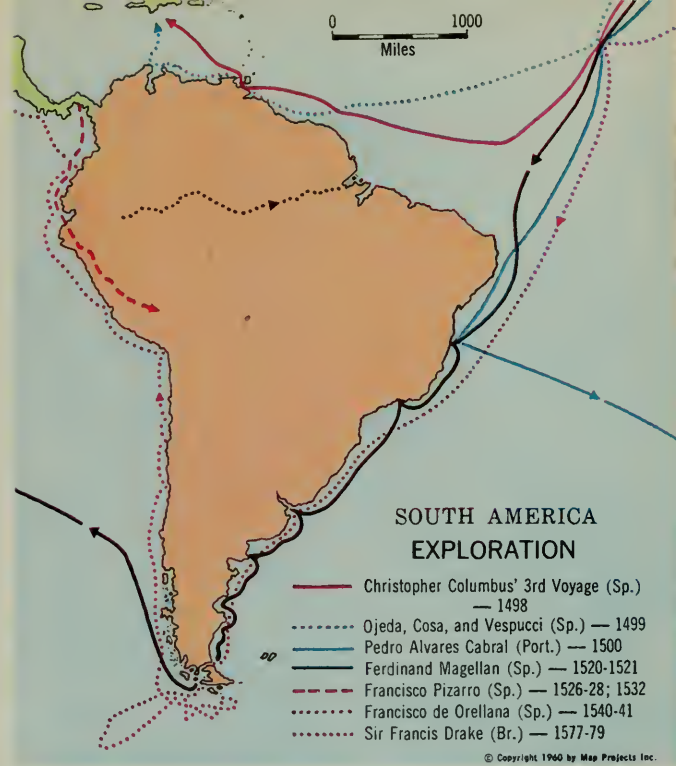 0 1000
Miles
SOUTH AMERICA
EXPLORATION
Christopher Columbus' 3rd Voyage (Sp.)
— 1498
Ojeda, Cosa, and Vespucci (Sp.) — 1499
Pedro Alvares Cabral (Port.) — 1500
Ferdinand Magellan (Sp.) — 1520-1521
Francisco Pizarro (Sp.) — 1526-28; 1532
Francisco de Orellana (Sp.) — 1540-41
Sir Francis Drake (Br.) — 1577-79
© Copyright 1960 by Map Projects Inc.